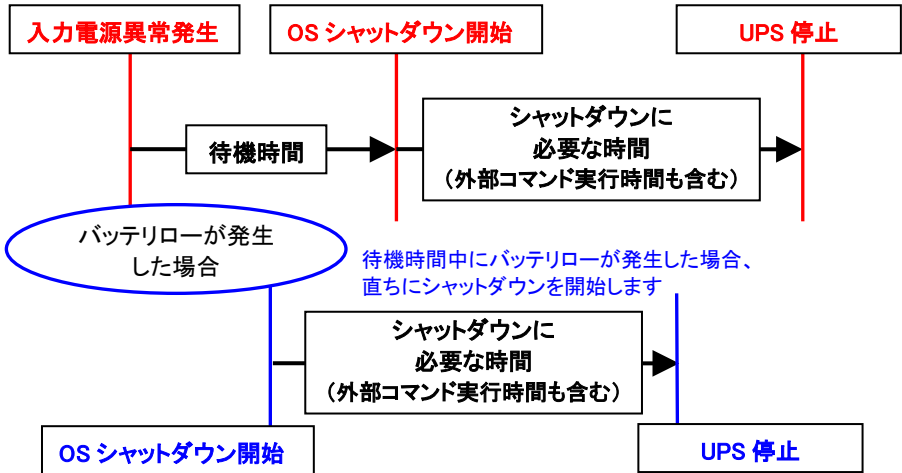 入力電源異常発生
OS シャットダウン開始
UPS 停止
待機時間
シャットダウンに
必要な時間
（外部コマンド実行時間も含む）
バッテリローが発生
した場合
待機時間中にバッテリローが発生した場合、
直ちにシャットダウンを開始します
シャットダウンに
必要な時間
（外部コマンド実行時間も含む）
OS シャットダウン開始
UPS 停止